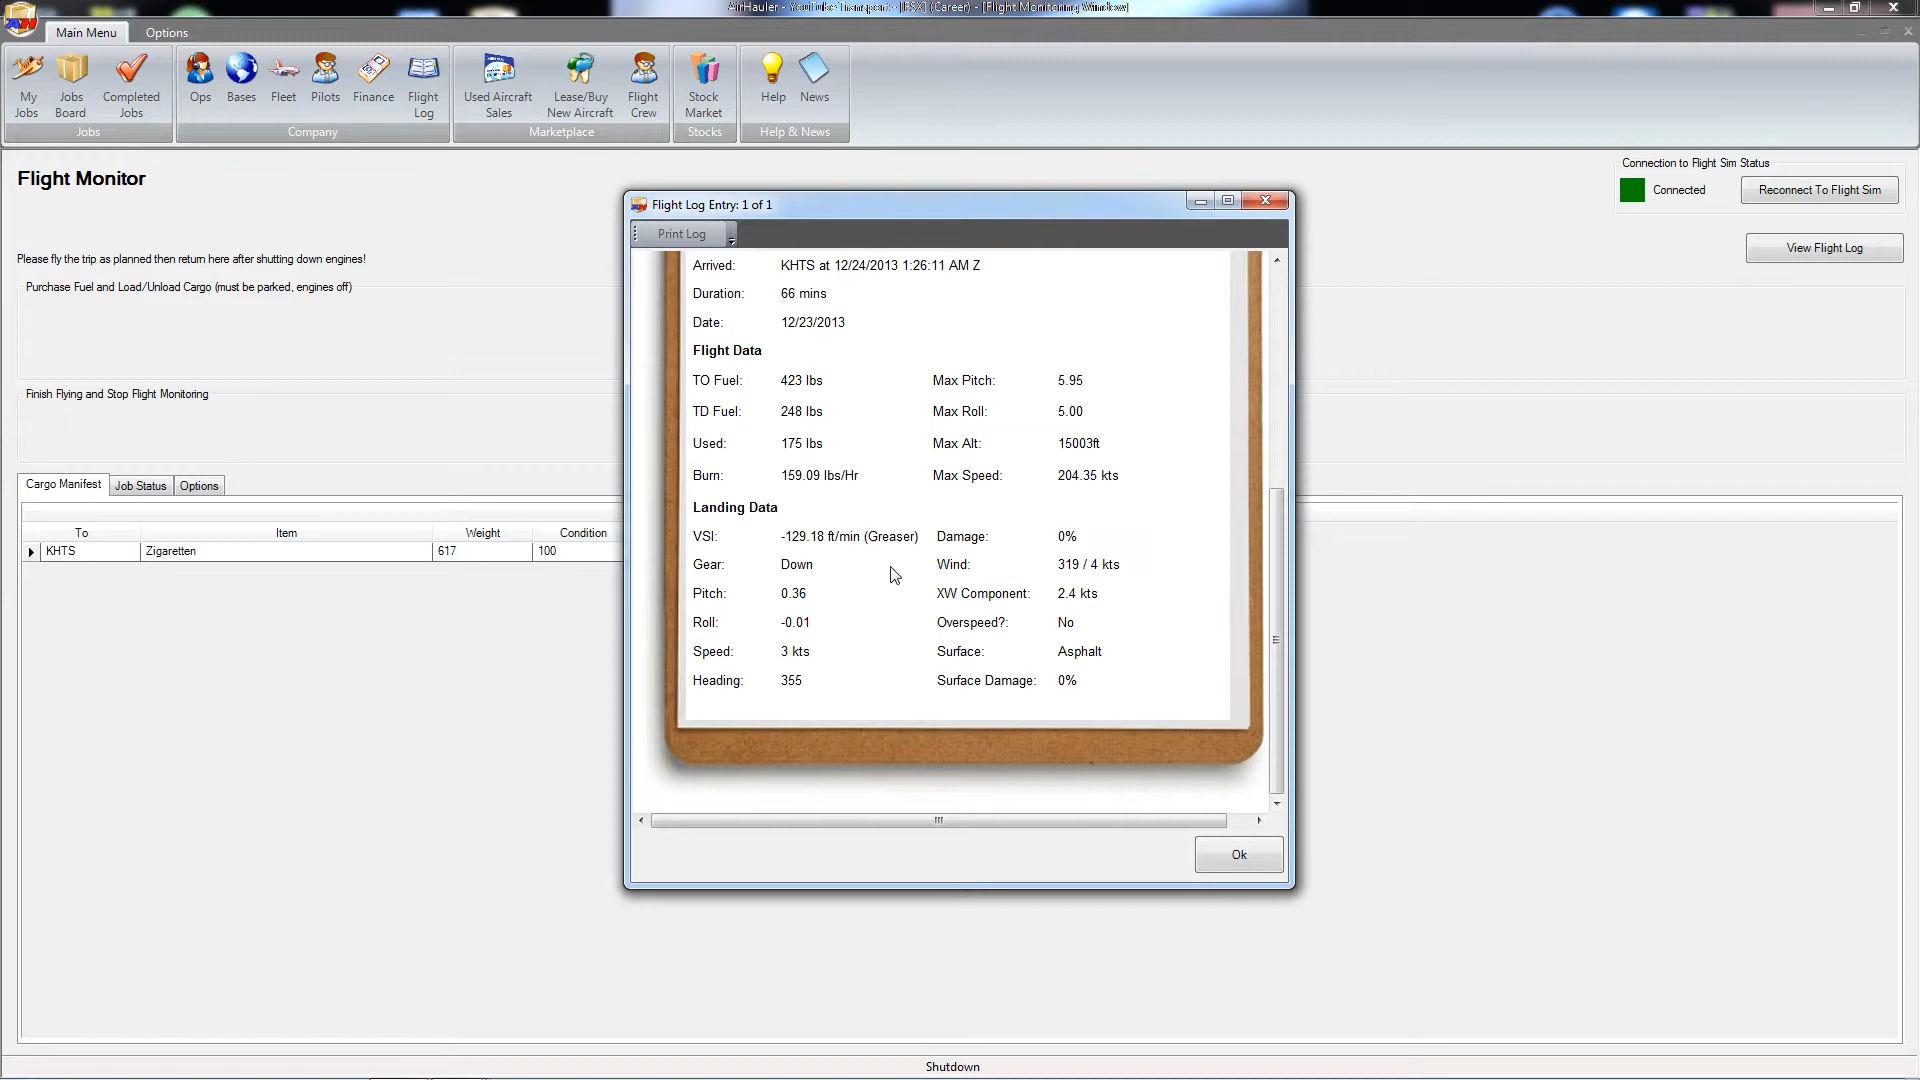 AirHauler - YouTube Transport - [FSX] (Career) - [Flight Monitoring Window]
Main Menu
Options
My Jobs
Jobs Board
Completed Jobs
Ops
Bases
Fleet
Pilots
Finance
Flight Log
Used Aircraft Sales
Lease/Buy New Aircraft
Flight Crew
Stock Market
Help
News
Jobs
Company
Marketplace
Stocks
Help & News
Flight Monitor
Connection to Flight Sim Status
Connected
Reconnect To Flight Sim
View Flight Log
Please fly the trip as planned then return here after shutting down engines!
Purchase Fuel and Load/Unload Cargo (must be parked, engines off)
Finish Flying and Stop Flight Monitoring
Cargo Manifest
Job Status
Options
To
Item
Weight
Condition
KHTS
Zigaretten
617
100
Flight Log Entry: 1 of 1
Print Log
Arrived: KHTS at 12/24/2013 1:26:11 AM Z
Duration: 66 mins
Date: 12/23/2013
Flight Data
TO Fuel: 423 lbs Max Pitch: 5.95
TD Fuel: 248 lbs Max Roll: 5.00
Used: 175 lbs Max Alt: 15003ft
Burn: 159.09 lbs/Hr Max Speed: 204.35 kts
Landing Data
VSI: -129.18 ft/min (Greaser) Damage: 0%
Gear: Down Wind: 319 / 4 kts
Pitch: 0.36 XW Component: 2.4 kts
Roll: -0.01 Overspeed?: No
Speed: 3 kts Surface: Asphalt
Heading: 355 Surface Damage: 0%
Ok
Shutdown